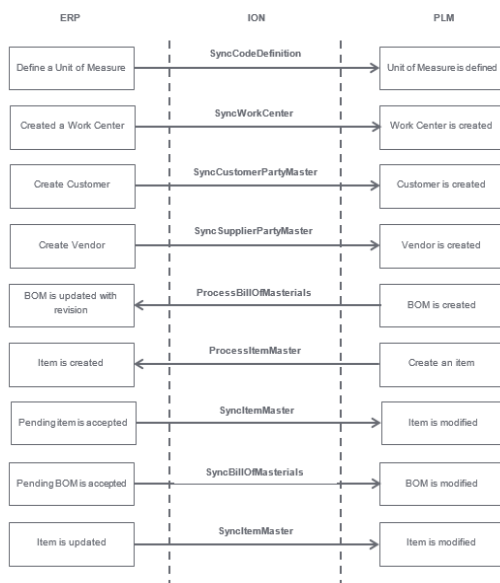 ERP ION PLM
SyncCodeDefinition
Define a Unit of Measure Unit of Measure is defined
SyncWorkCenter
Created a Work Center Work Center is created
SyncCustomerPartyMaster
Create Customer Customer is created
SyncSupplierPartyMaster
Create Vendor Vendor is created
ProcessBillOfMasterials
BOM is updated with
revision
BOM is created
ProcessItemMaster
Item is created Create an item
SyncItemMaster
Pending item is accepted Item is modified
SyncBillOfMasterials
Pending BOM is accepted BOM is modified
SyncItemMaster
Item is updated Item is modified